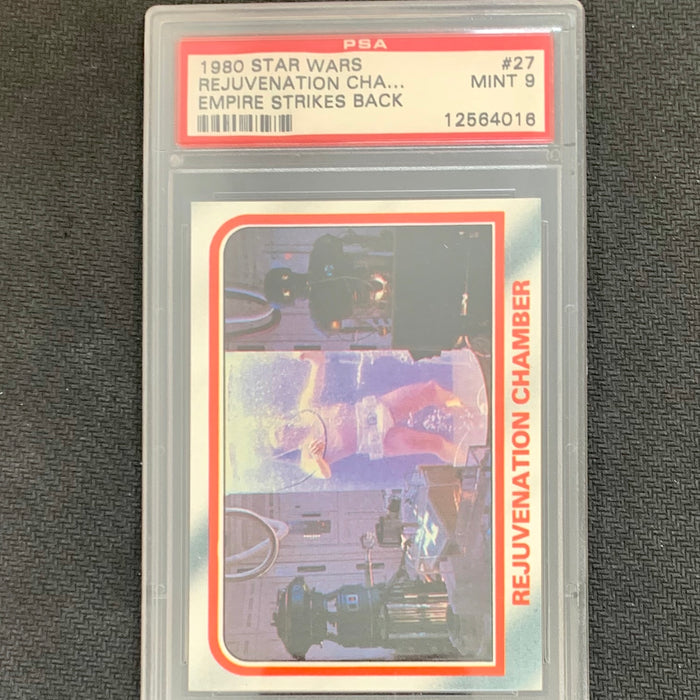 PSA
1980 STAR WARS #27
REJUVENATION CHA... MINT 9
EMPIRE STRIKES BACK
12564016
REJUVENATION CHAMBER